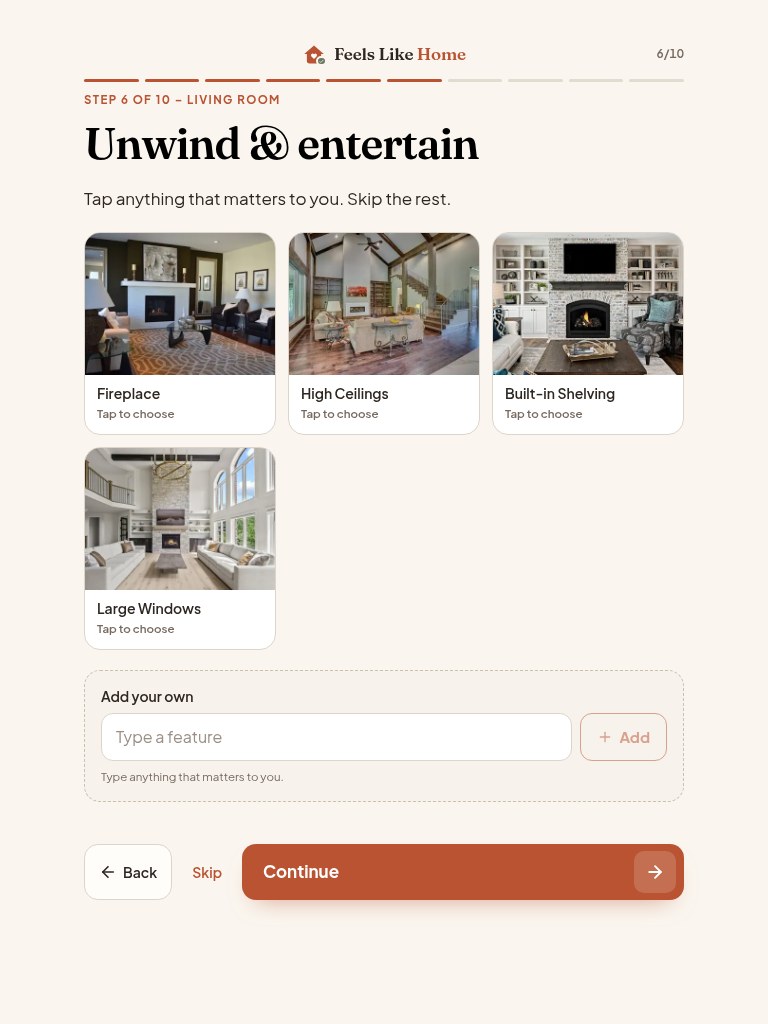 Feels Like Home
6/10
STEP 6 OF 10 – LIVING ROOM
Unwind & entertain
Tap anything that matters to you. Skip the rest.
Fireplace
Tap to choose
High Ceilings
Tap to choose
Built-in Shelving
Tap to choose
Large Windows
Tap to choose
Add your own
Type a feature
+ Add
Type anything that matters to you.
← Back
Skip
Continue →